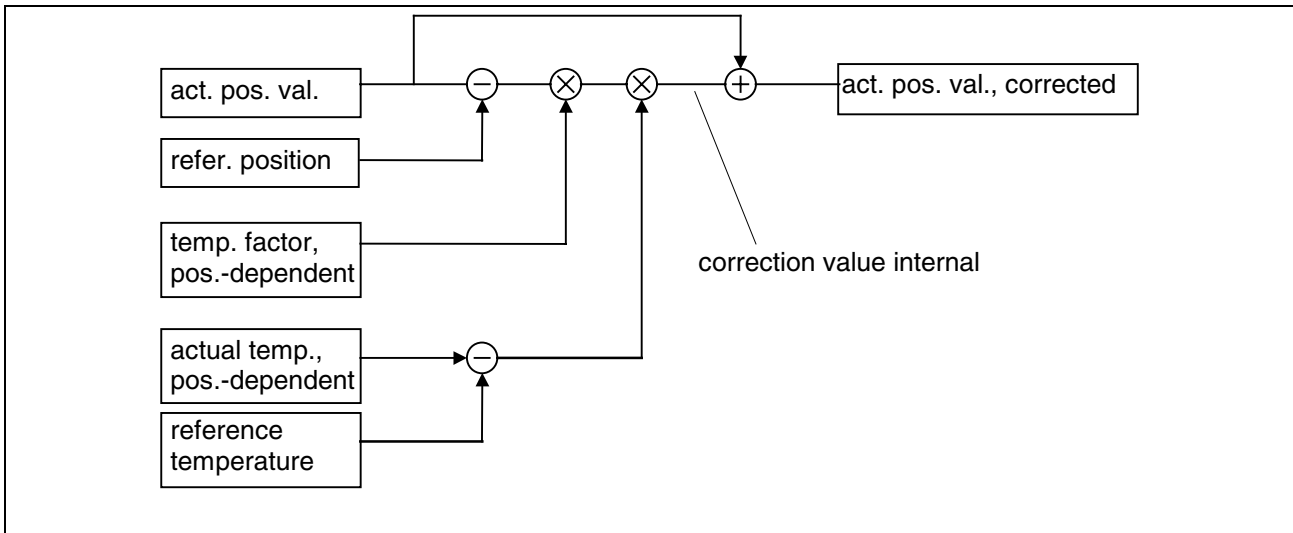 act. pos. val.
act. pos. val., corrected
refer. position
temp. factor,
pos.-dependent
correction value internal
actual temp.,
pos.-dependent
reference
temperature